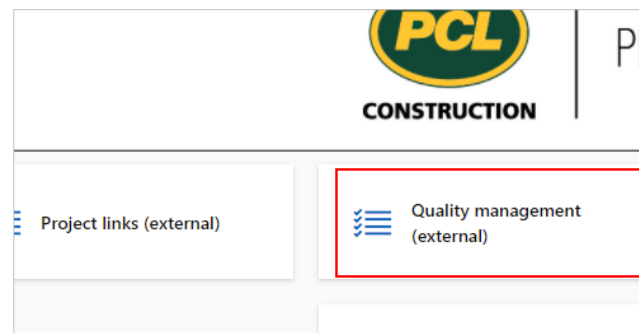 PCL
CONSTRUCTION
Project links (external)
Quality management
(external)